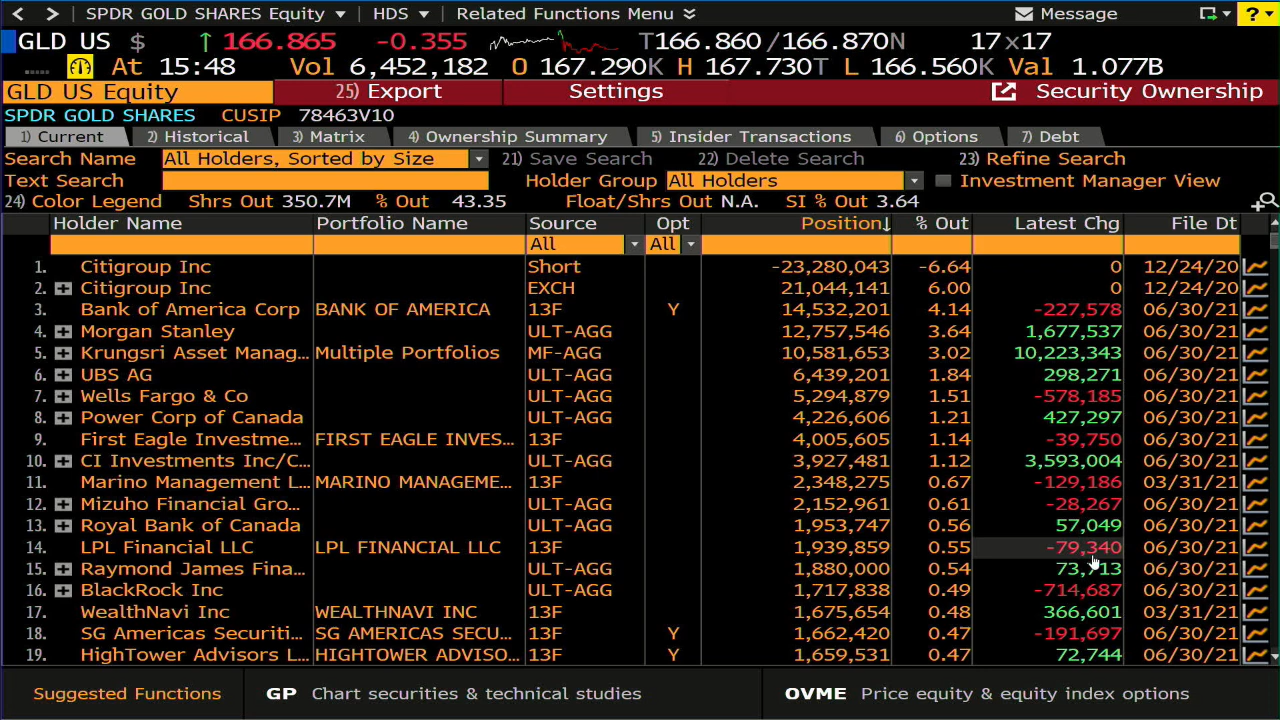 < > SPDR GOLD SHARES Equity HDS Related Functions Menu Message ?
GLD US $ ↑ 166.865 -0.355 T166.860/166.870N 17x17
At 15:48 Vol 6,452,182 O 167.290K H 167.730T L 166.560K Val 1.077B
GLD US Equity 25) Export Settings Security Ownership
SPDR GOLD SHARES CUSIP 78463V10
1) Current 2) Historical 3) Matrix 4) Ownership Summary 5) Insider Transactions 6) Options 7) Debt
Search Name All Holders, Sorted by Size 21) Save Search 22) Delete Search 23) Refine Search
Text Search Holder Group All Holders Investment Manager View
24) Color Legend Shrs Out 350.7M % Out 43.35 Float/Shrs Out N.A. SI % Out 3.64
Holder Name Portfolio Name Source Opt Position↓ % Out Latest Chg File Dt
All All
1. Citigroup Inc Short -23,280,043 -6.64 0 12/24/20
2. Citigroup Inc EXCH 21,044,141 6.00 0 12/24/20
3. Bank of America Corp BANK OF AMERICA 13F Y 14,532,201 4.14 -227,578 06/30/21
4. Morgan Stanley ULT-AGG 12,757,546 3.64 1,677,537 06/30/21
5. Krungsri Asset Manag... Multiple Portfolios MF-AGG 10,581,653 3.02 10,223,343 06/30/21
6. UBS AG ULT-AGG 6,439,201 1.84 298,271 06/30/21
7. Wells Fargo & Co ULT-AGG 5,294,879 1.51 -578,185 06/30/21
8. Power Corp of Canada ULT-AGG 4,226,606 1.21 427,297 06/30/21
9. First Eagle Investme... FIRST EAGLE INVES... 13F 4,005,605 1.14 -39,750 06/30/21
10. CI Investments Inc/C... ULT-AGG 3,927,481 1.12 3,593,004 06/30/21
11. Marino Management L... MARINO MANAGEME... 13F 2,348,275 0.67 -129,186 03/31/21
12. Mizuho Financial Gro... ULT-AGG 2,152,961 0.61 -28,267 06/30/21
13. Royal Bank of Canada ULT-AGG 1,953,747 0.56 57,049 06/30/21
14. LPL Financial LLC LPL FINANCIAL LLC 13F 1,939,859 0.55 -79,340 06/30/21
15. Raymond James Fina... ULT-AGG 1,880,000 0.54 73,713 06/30/21
16. BlackRock Inc ULT-AGG 1,717,838 0.49 -714,687 06/30/21
17. WealthNavi Inc WEALTHNAVI INC 13F 1,675,654 0.48 366,601 03/31/21
18. SG Americas Securiti... SG AMERICAS SECU... 13F Y 1,662,420 0.47 -191,697 06/30/21
19. HighTower Advisors L... HIGHTOWER ADVISO... 13F Y 1,659,531 0.47 72,744 06/30/21
Suggested Functions GP Chart securities & technical studies OVME Price equity & equity index options